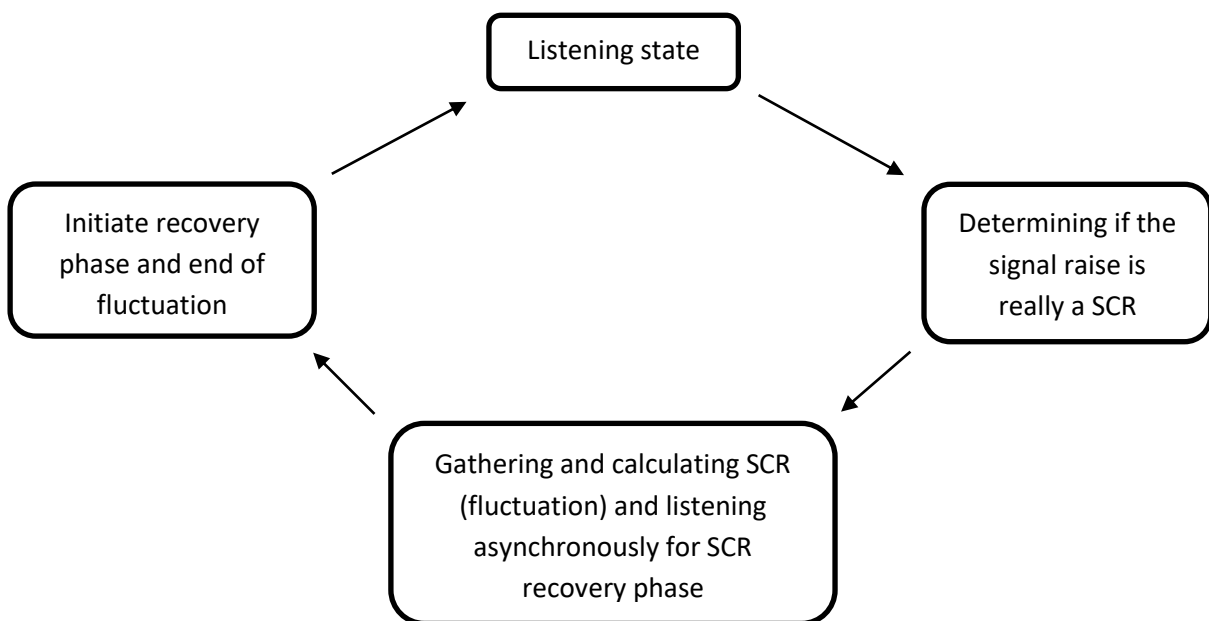 Listening state
Initiate recovery
phase and end of
fluctuation
Determining if the
signal raise is
really a SCR
Gathering and calculating SCR
(fluctuation) and listening
asynchronously for SCR
recovery phase